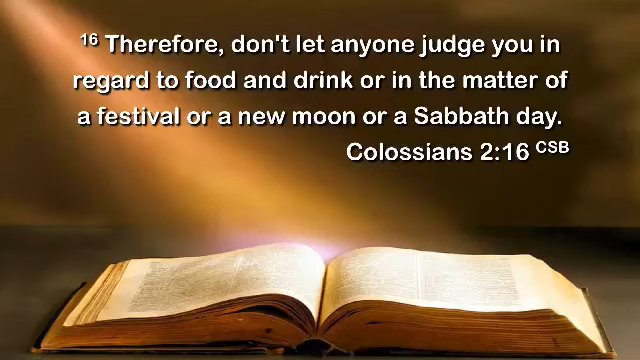 16 Therefore, don't let anyone judge you in
regard to food and drink or in the matter of
a festival or a new moon or a Sabbath day.
Colossians 2:16 CSB